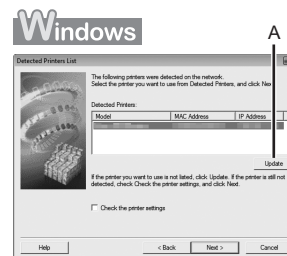 Windows
A
Detected Printers List
The following printers were detected on the network.
Select the printer you want to use from Detected Printers, and click Nex
Detected Printers:
Model MAC Address IP Address
Update
If the printer you want to use is not listed, click Update. If the printer is still not
detected, check Check the printer settings, and click Next.
Check the printer settings
Help < Back Next > Cancel